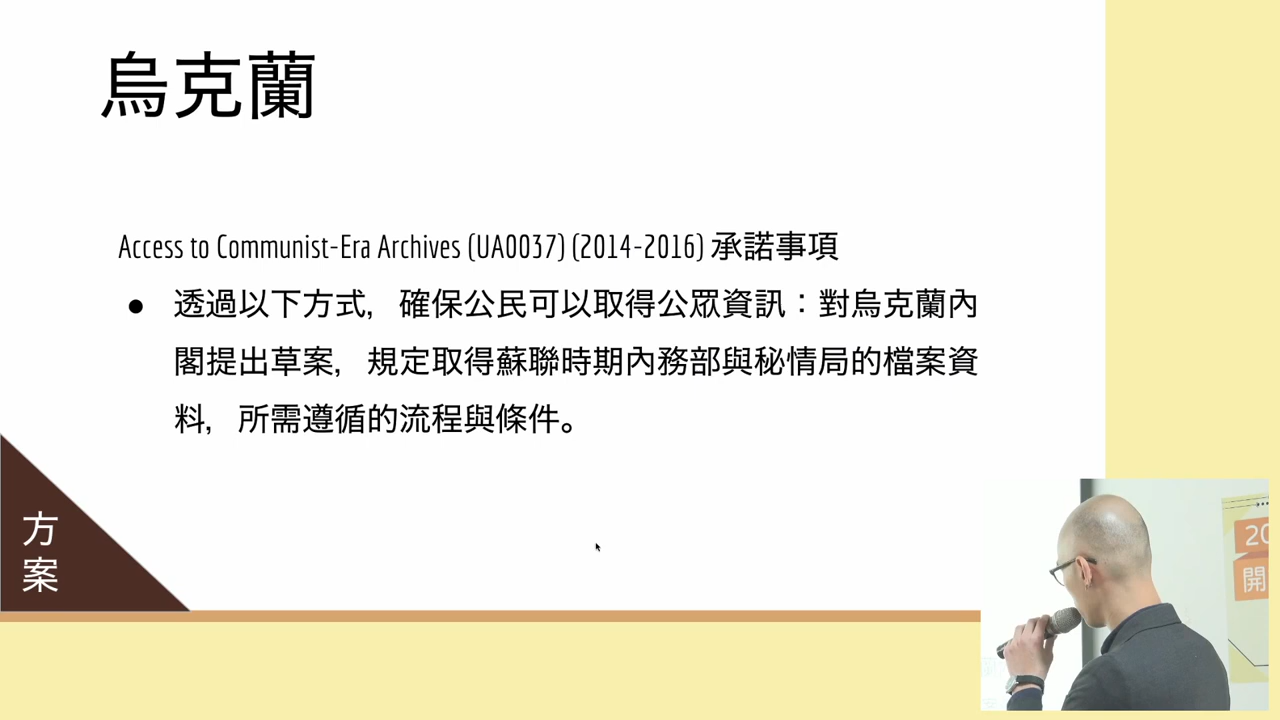 烏克蘭
Access to Communist-Era Archives (UA0037) (2014-2016) 承諾事項
● 透過以下方式，確保公民可以取得公眾資訊：對烏克蘭內
閣提出草案，規定取得蘇聯時期內務部與秘情局的檔案資
料，所需遵循的流程與條件。
方
案
20
開